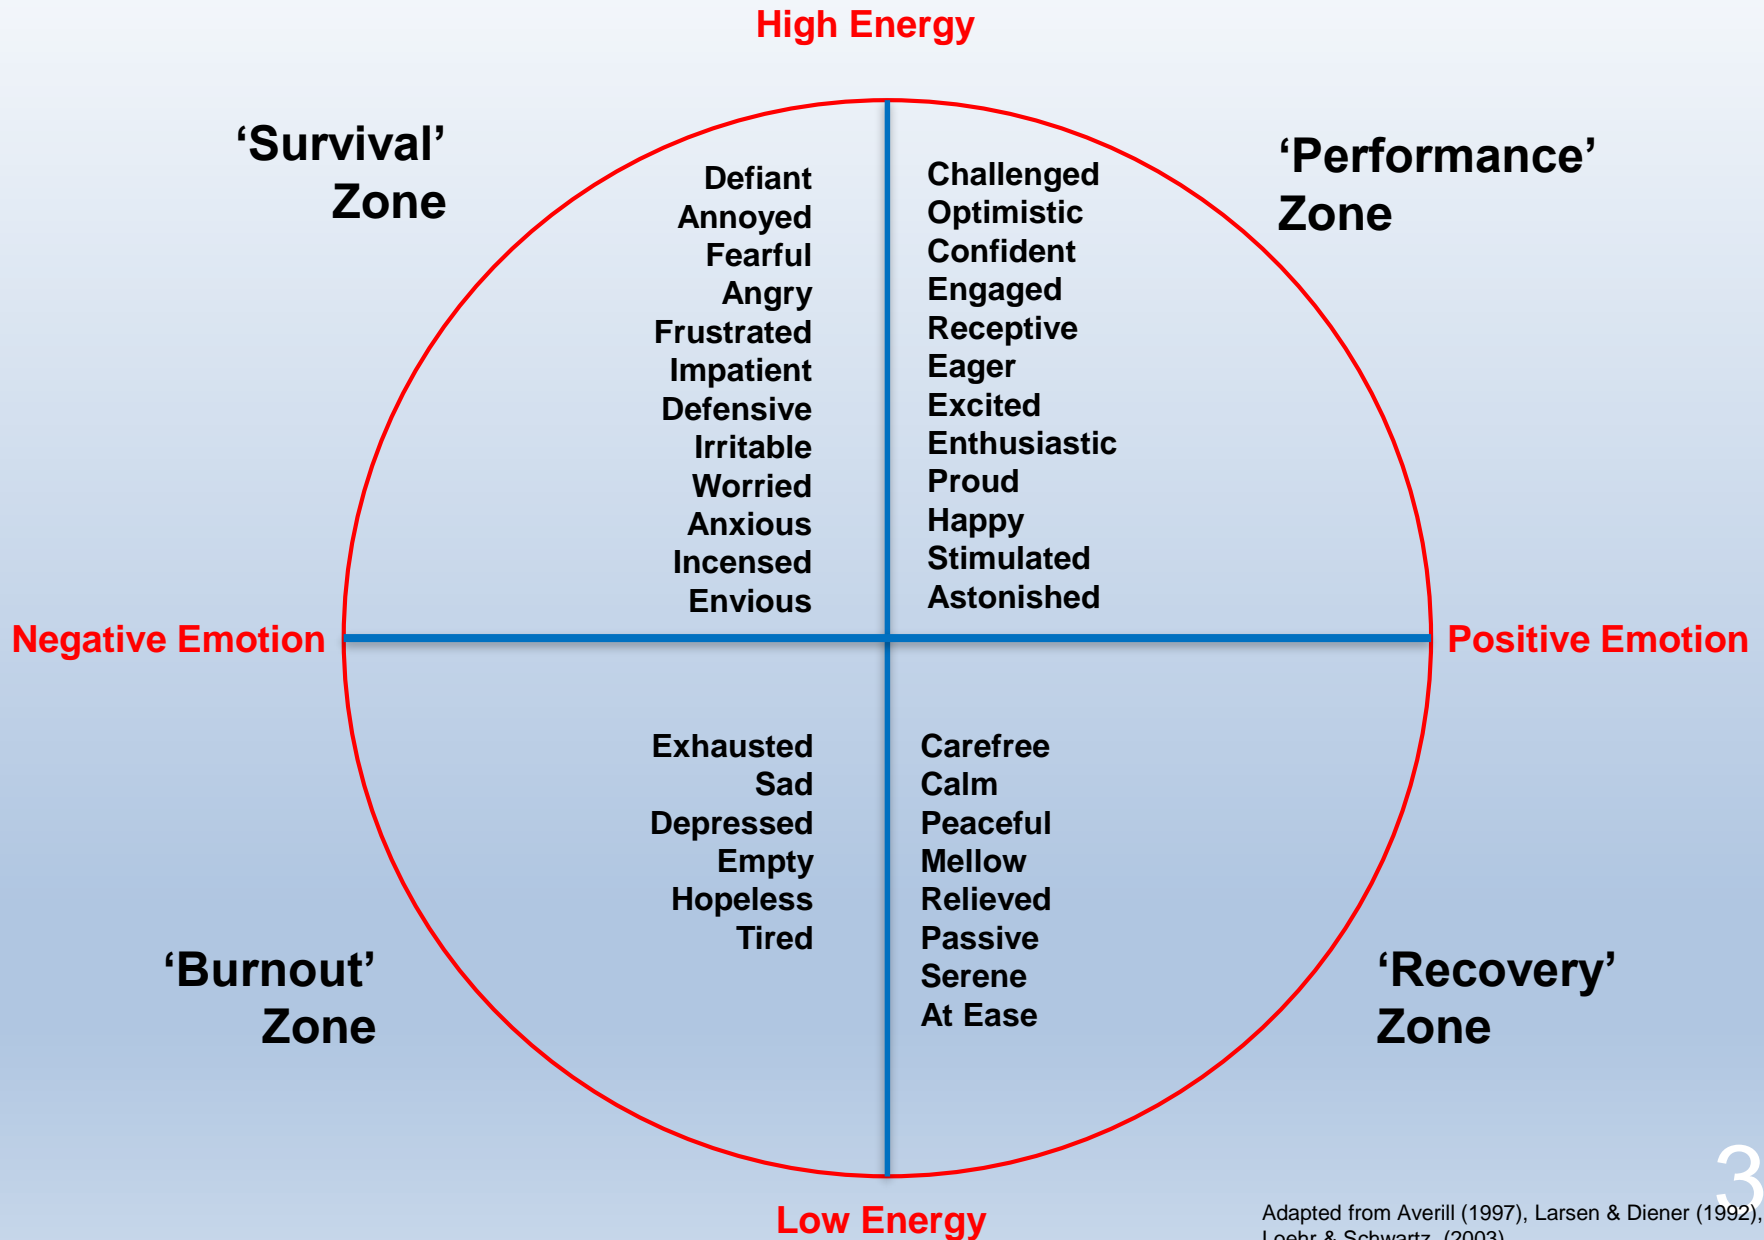 High Energy
‘Survival’
Zone
Defiant
Annoyed
Fearful
Angry
Frustrated
Impatient
Defensive
Irritable
Worried
Anxious
Incensed
Envious
Challenged
Optimistic
Confident
Engaged
Receptive
Eager
Excited
Enthusiastic
Proud
Happy
Stimulated
Astonished
‘Performance’
Zone
Negative Emotion
Positive Emotion
‘Burnout’
Zone
Exhausted
Sad
Depressed
Empty
Hopeless
Tired
Carefree
Calm
Peaceful
Mellow
Relieved
Passive
Serene
At Ease
‘Recovery’
Zone
Low Energy
3
Adapted from Averill (1997), Larsen & Diener (1992),
Loehr & Schwartz, (2003)